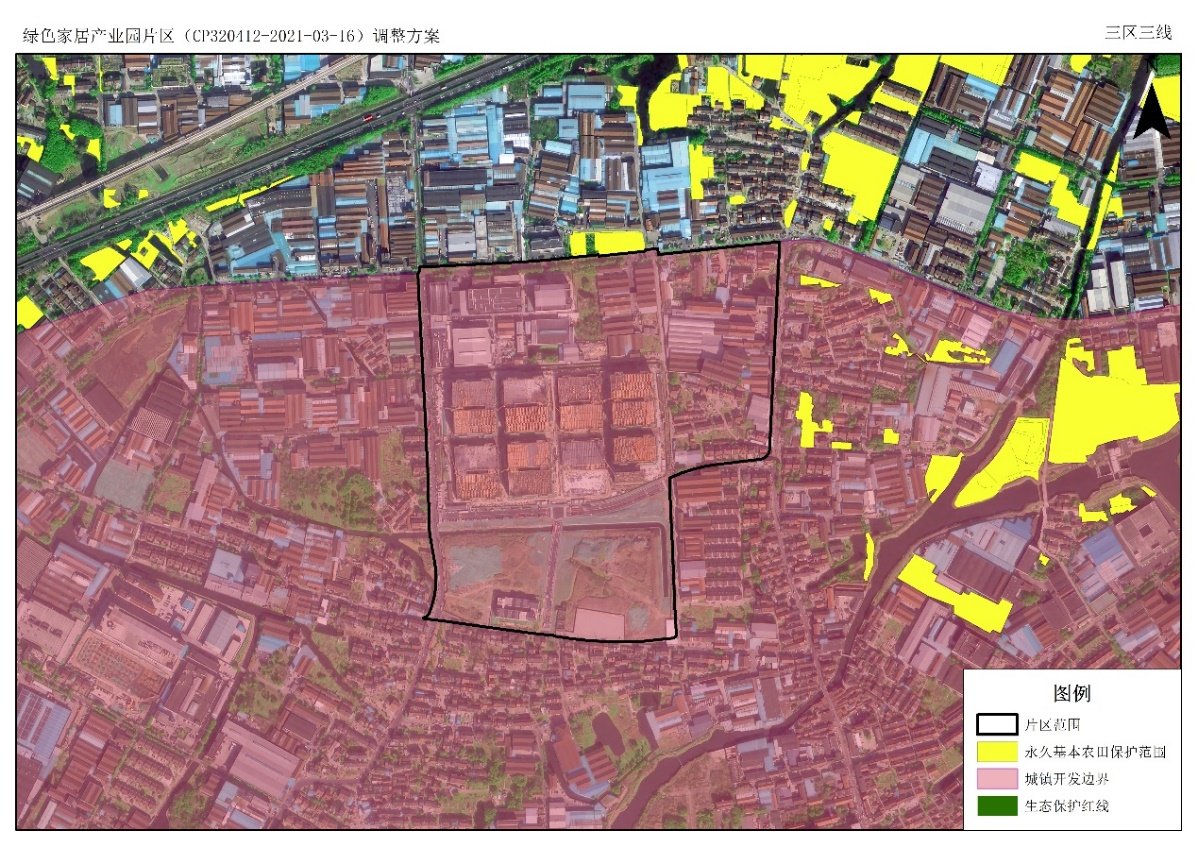 绿色家居产业园片区（CP320412-2021-03-16）调整方案
三区三线
图例
片区范围
永久基本农田保护范围
城镇开发边界
生态保护红线